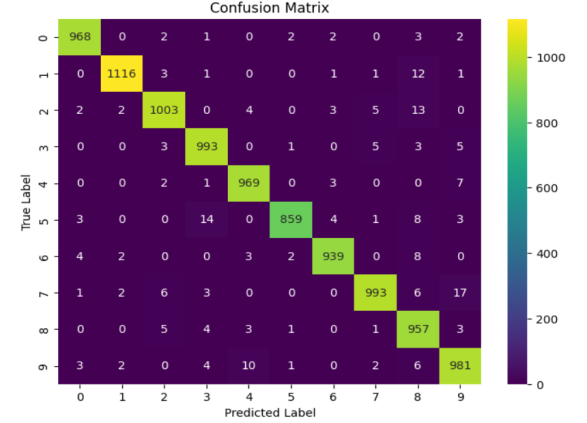 Confusion Matrix
0 968 0 2 1 0 2 2 0 3 2
1 0 1116 3 1 0 0 1 1 12 1
2 2 2 1003 0 4 0 3 5 13 0
3 0 0 3 993 0 1 0 5 3 5
4 0 0 2 1 969 0 3 0 0 7
5 3 0 0 14 0 859 4 1 8 3
6 4 2 0 0 3 2 939 0 8 0
7 1 2 6 3 0 0 0 993 6 17
8 0 0 5 4 3 1 0 1 957 3
9 3 2 0 4 10 1 0 2 6 981
0 1 2 3 4 5 6 7 8 9
True Label
Predicted Label
1000
800
600
400
200
0